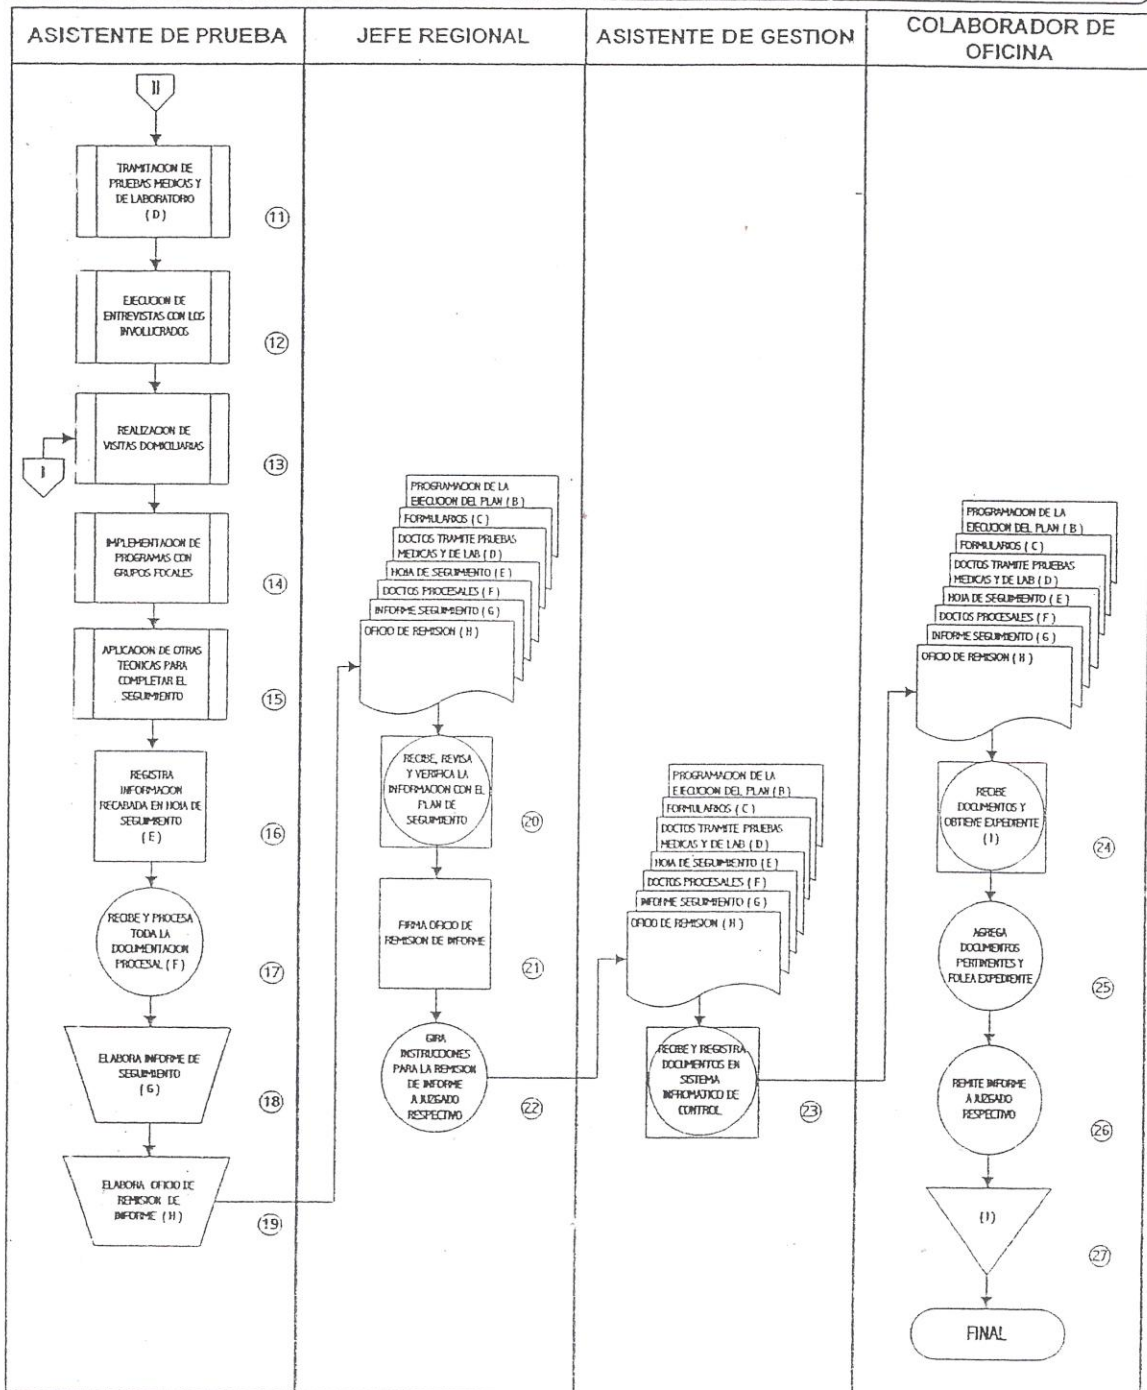 ASISTENTE DE PRUEBA
JEFE REGIONAL
ASISTENTE DE GESTION
COLABORADOR DE
OFICINA
II
TRAMITACION DE
PRUEBAS MEDICAS Y
DE LABORATORIO
( D )
11
EJECUCION DE
ENTREVISTAS CON LOS
INVOLUCRADOS
12
REALIZACION DE
VISITAS DOMICILIARIAS
13
I
IMPLEMENTACION DE
PROGRAMAS CON
GRUPOS FOCALES
14
APLICACION DE OTRAS
TECNICAS PARA
COMPLETAR EL
SEGUIMIENTO
15
REGISTRA
INFORMACION
RECABADA EN HOJA DE
SEGUIMIENTO
( E )
16
RECIBE Y PROCESA
TODA LA
DOCUMENTACION
PROCESAL ( F )
17
ELABORA INFORME DE
SEGUIMIENTO
( G )
18
ELABORA OFICIO DE
REMISION DE
INFORME ( H )
19
PROGRAMACION DE LA
EJECUCION DEL PLAN ( B )
FORMULARIOS ( C )
DOCTOS TRAMITE PRUEBAS
MEDICAS Y DE LAB ( D )
HOJA DE SEGUIMIENTO ( E )
DOCTOS PROCESALES ( F )
INFORME SEGUIMIENTO ( G )
OFICIO DE REMISION ( H )
RECIBE, REVISA
Y VERIFICA LA
INFORMACION CON EL
PLAN DE
SEGUIMIENTO
20
FIRMA OFICIO DE
REMISION DE INFORME
21
GIRA
INSTRUCCIONES
PARA LA REMISION
DE INFORME
A JUZGADO
RESPECTIVO
22
PROGRAMACION DE LA
EJECUCION DEL PLAN ( B )
FORMULARIOS ( C )
DOCTOS TRAMITE PRUEBAS
MEDICAS Y DE LAB ( D )
HOJA DE SEGUIMIENTO ( E )
DOCTOS PROCESALES ( F )
INFORME SEGUIMIENTO ( G )
OFICIO DE REMISION ( H )
RECIBE Y REGISTRA
DOCUMENTOS EN
SISTEMA
INFROMATICO DE
CONTROL
23
PROGRAMACION DE LA
EJECUCION DEL PLAN ( B )
FORMULARIOS ( C )
DOCTOS TRAMITE PRUEBAS
MEDICAS Y DE LAB ( D )
HOJA DE SEGUIMIENTO ( E )
DOCTOS PROCESALES ( F )
INFORME SEGUIMIENTO ( G )
OFICIO DE REMISION ( H )
RECIBE
DOCUMENTOS Y
OBTIENE EXPEDIENTE
( I )
24
AGREGA
DOCUMENTOS
PERTINENTES Y
FOLEA EXPEDIENTE
25
REMITE INFORME
A JUZGADO
RESPECTIVO
26
( I )
27
FINAL